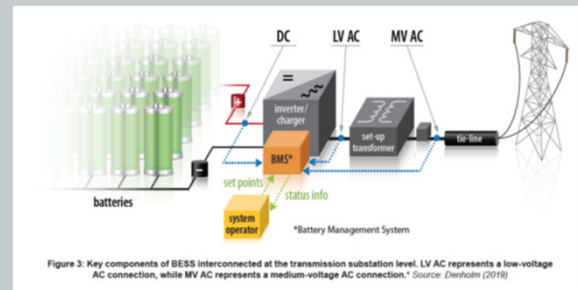 DC
LV AC
MV AC
=
+
inverter/
charger
set-up
transformer
tie-line
BMS*
-
batteries
set points
status info
system
operator
*Battery Management System
Figure 3: Key components of BESS interconnected at the transmission substation level. LV AC represents a low-voltage
AC connection, while MV AC represents a medium-voltage AC connection.* Source: Denholm (2019)